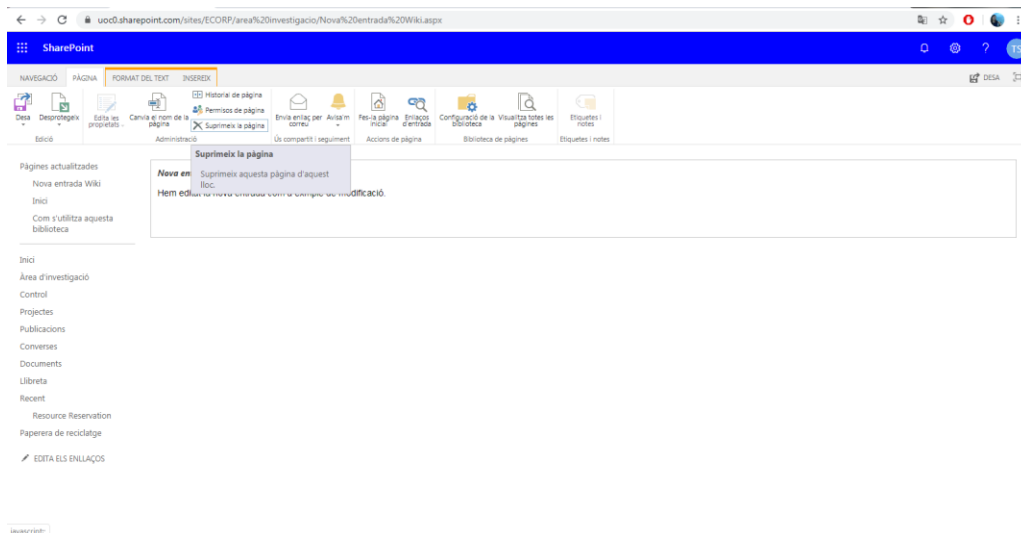 uoc0.sharepoint.com/sites/ECORP/area%20investigacio/Nova%20entrada%20Wiki.aspx
SharePoint
?
TS
NAVEGACIÓ PÀGINA FORMAT DEL TEXT INSEREIX
DESA
Desa
Desprotegeix
Edita les
propietats
Canvia el nom de la
pàgina
Historial de pàgina
Permisos de pàgina
Suprimeix la pàgina
Envia enllaç per
correu
Avisa'm
Fes-la pàgina
inicial
Enllaços
d'entrada
Configuració de la
biblioteca
Visualitza totes les
pàgines
Etiquetes i
notes
Edició
Administració
Ús compartit i seguiment
Accions de pàgina
Biblioteca de pàgines
Etiquetes i notes
Suprimeix la pàgina
Suprimeix aquesta pàgina d'aquest
lloc.
Pàgines actualitzades
Nova entrada Wiki
Inici
Com s'utilitza aquesta
biblioteca
Nova en
Hem editat la nova entrada com a exmple de modificació.
Inici
Àrea d'investigació
Control
Projectes
Publicacions
Converses
Documents
Llibreta
Recent
Resource Reservation
Paperera de reciclatge
EDITA ELS ENLLAÇOS
javascript: